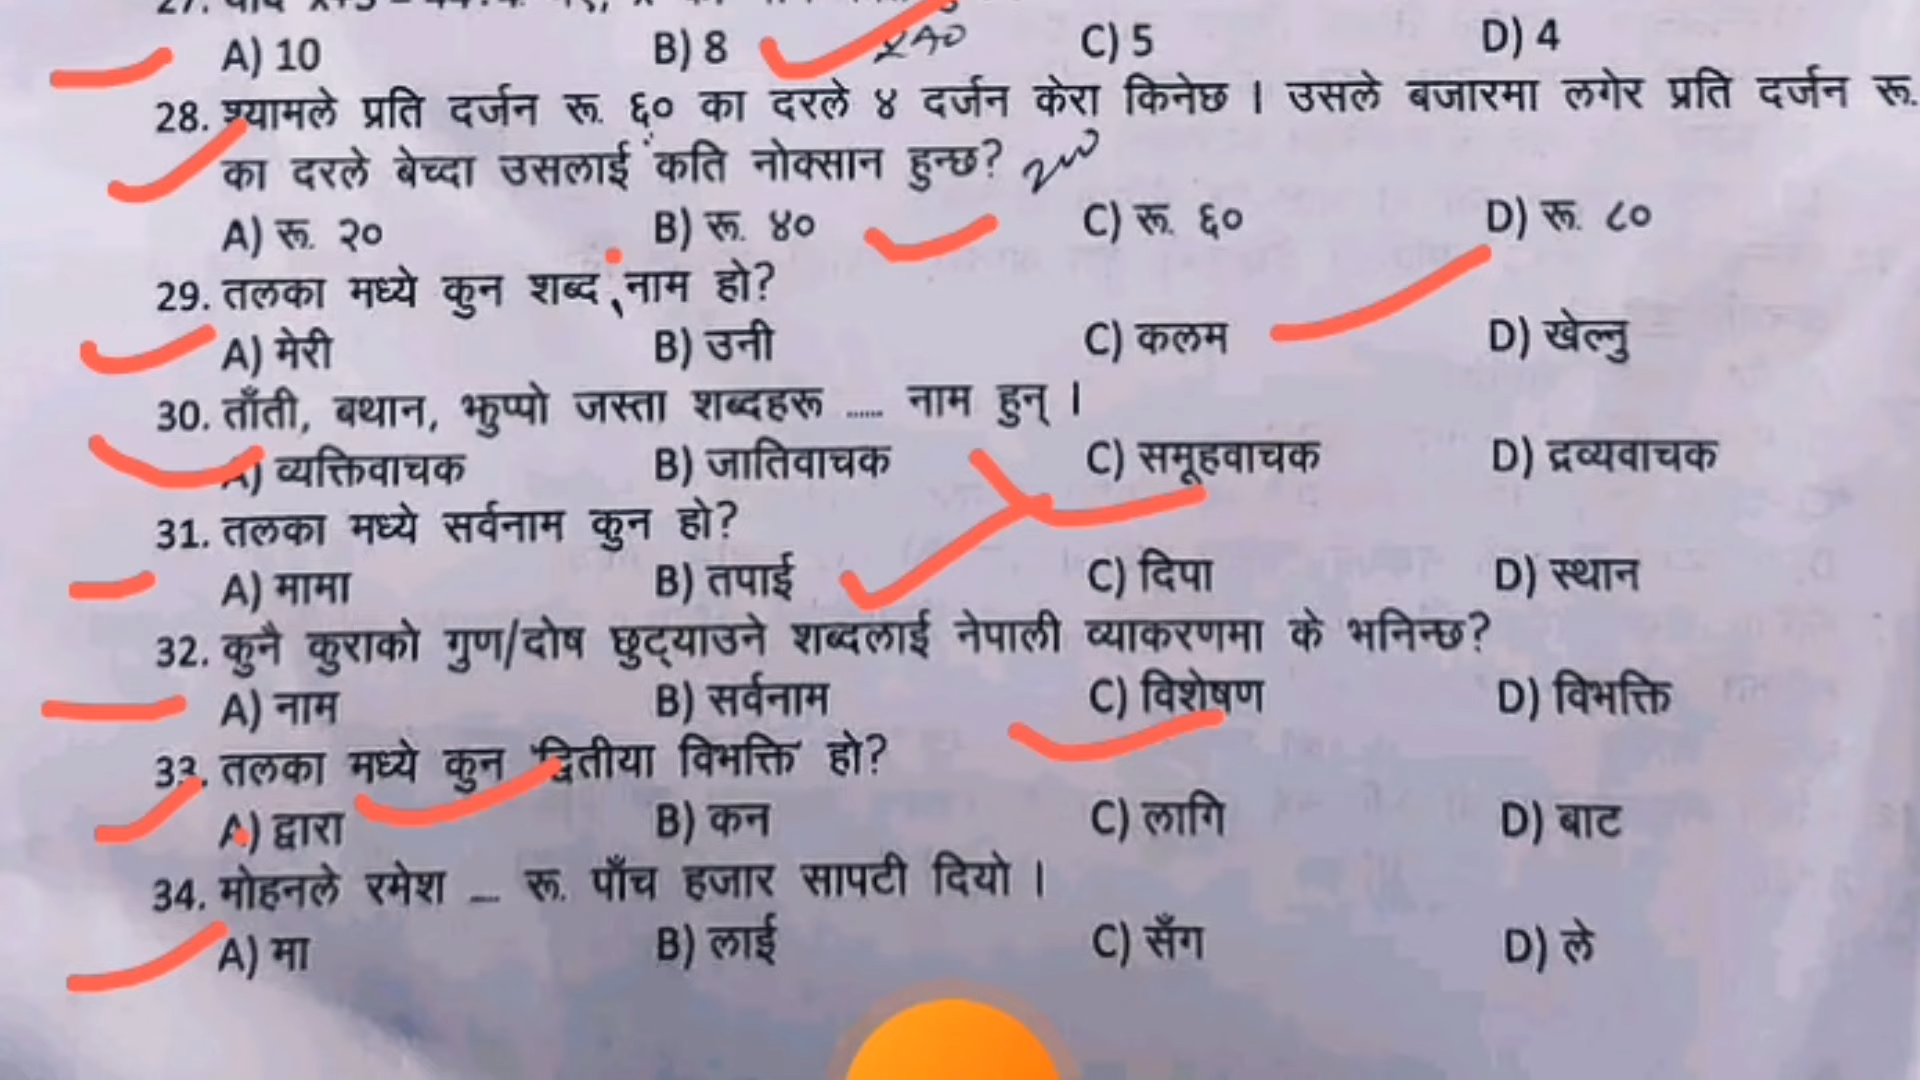 A) 10 B) 8 C) 5 D) 4
28. श्यामले प्रति दर्जन रू. ६० का दरले ४ दर्जन केरा किनेछ । उसले बजारमा लगेर प्रति दर्जन रू.
का दरले बेच्दा उसलाई कति नोक्सान हुन्छ?
A) रू. २० B) रू. ४० C) रू. ६० D) रू. ८०
29. तलका मध्ये कुन शब्द नाम हो?
A) मेरी B) उनी C) कलम D) खेल्नु
30. ताँती, बथान, झुप्पो जस्ता शब्दहरू ...... नाम हुन् ।
A) व्यक्तिवाचक B) जातिवाचक C) समूहवाचक D) द्रव्यवाचक
31. तलका मध्ये सर्वनाम कुन हो?
A) मामा B) तपाई C) दिपा D) स्थान
32. कुनै कुराको गुण/दोष छुट्याउने शब्दलाई नेपाली व्याकरणमा के भनिन्छ?
A) नाम B) सर्वनाम C) विशेषण D) विभक्ति
33. तलका मध्ये कुन 'द्वितीया विभक्ति' हो?
A) द्वारा B) कन C) लागि D) बाट
34. मोहनले रमेश .... रू. पाँच हजार सापटी दियो ।
A) मा B) लाई C) सँग D) ले